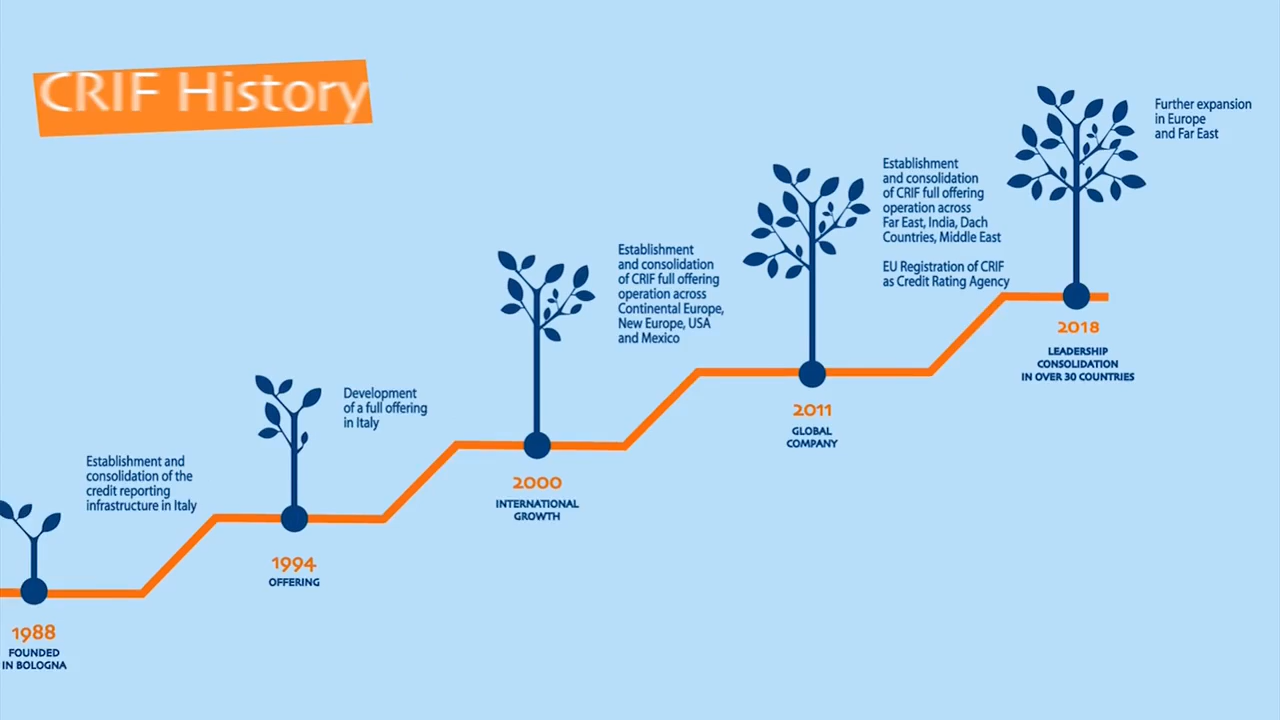 CRIF History
Establishment and
consolidation of the
credit reporting
infrastructure in Italy
1988
FOUNDED
IN BOLOGNA
Development
of a full offering
in Italy
1994
OFFERING
Establishment
and consolidation
of CRIF full offering
operation across
Continental Europe,
New Europe, USA
and Mexico
2000
INTERNATIONAL
GROWTH
Establishment
and consolidation
of CRIF full offering
operation across
Far East, India, Dach
Countries, Middle East
EU Registration of CRIF
as Credit Rating Agency
2011
GLOBAL
COMPANY
Further expansion
in Europe
and Far East
2018
LEADERSHIP
CONSOLIDATION
IN OVER 30 COUNTRIES